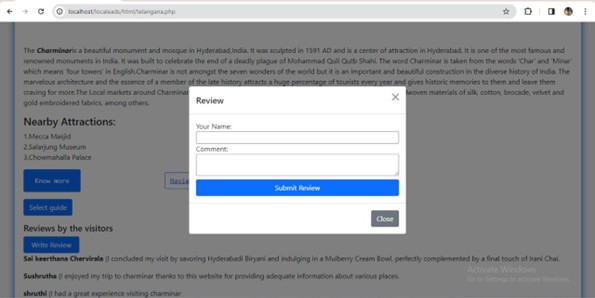 localhost/localeads/html/telangana.php
The Charminar is a beautiful monument and mosque in Hyderabad,India. It was sculpted in 1591 AD and is a center of attraction in Hyderabad. It is one of the most famous and
renowned monuments in India. It was built to celebrate the end of a deadly plague of Mohammad Quli Qutb Shahi. The word Charminar is taken from the words 'Char' and 'Minar'
which means 'four towers' in English.Charminar is not amongst the seven wonders of the world but it is an important and beautiful construction in the diverse history of India. The
marvelous architecture and the essence of a member of the late history attracts a huge percentage of tourists every year and gives historic memories to them and leave them
craving for more.The Local markets around Charminar woven materials of silk, cotton, brocade, velvet and
gold embroidered fabrics, among others.
Review
Your Name:
Comment:
Submit Review
Close
Nearby Attractions:
1.Mecca Masjid
2.Salarjung Museum
3.Chowmahalla Palace
Know more
Select guide
Reviews by the visitors
Write Review
Sai keerthana Chervirala (I concluded my visit by savoring Hyderabadi Biryani and indulging in a Mulberry Cream Bowl, perfectly complemented by a final touch of Irani Chai.
Sushrutha (I enjoyed my trip to charminar thanks to this website for providing adequate information about various places.
shruthi (I had a great experience visiting charminar
Activate Windows
Go to Settings to activate Windows.